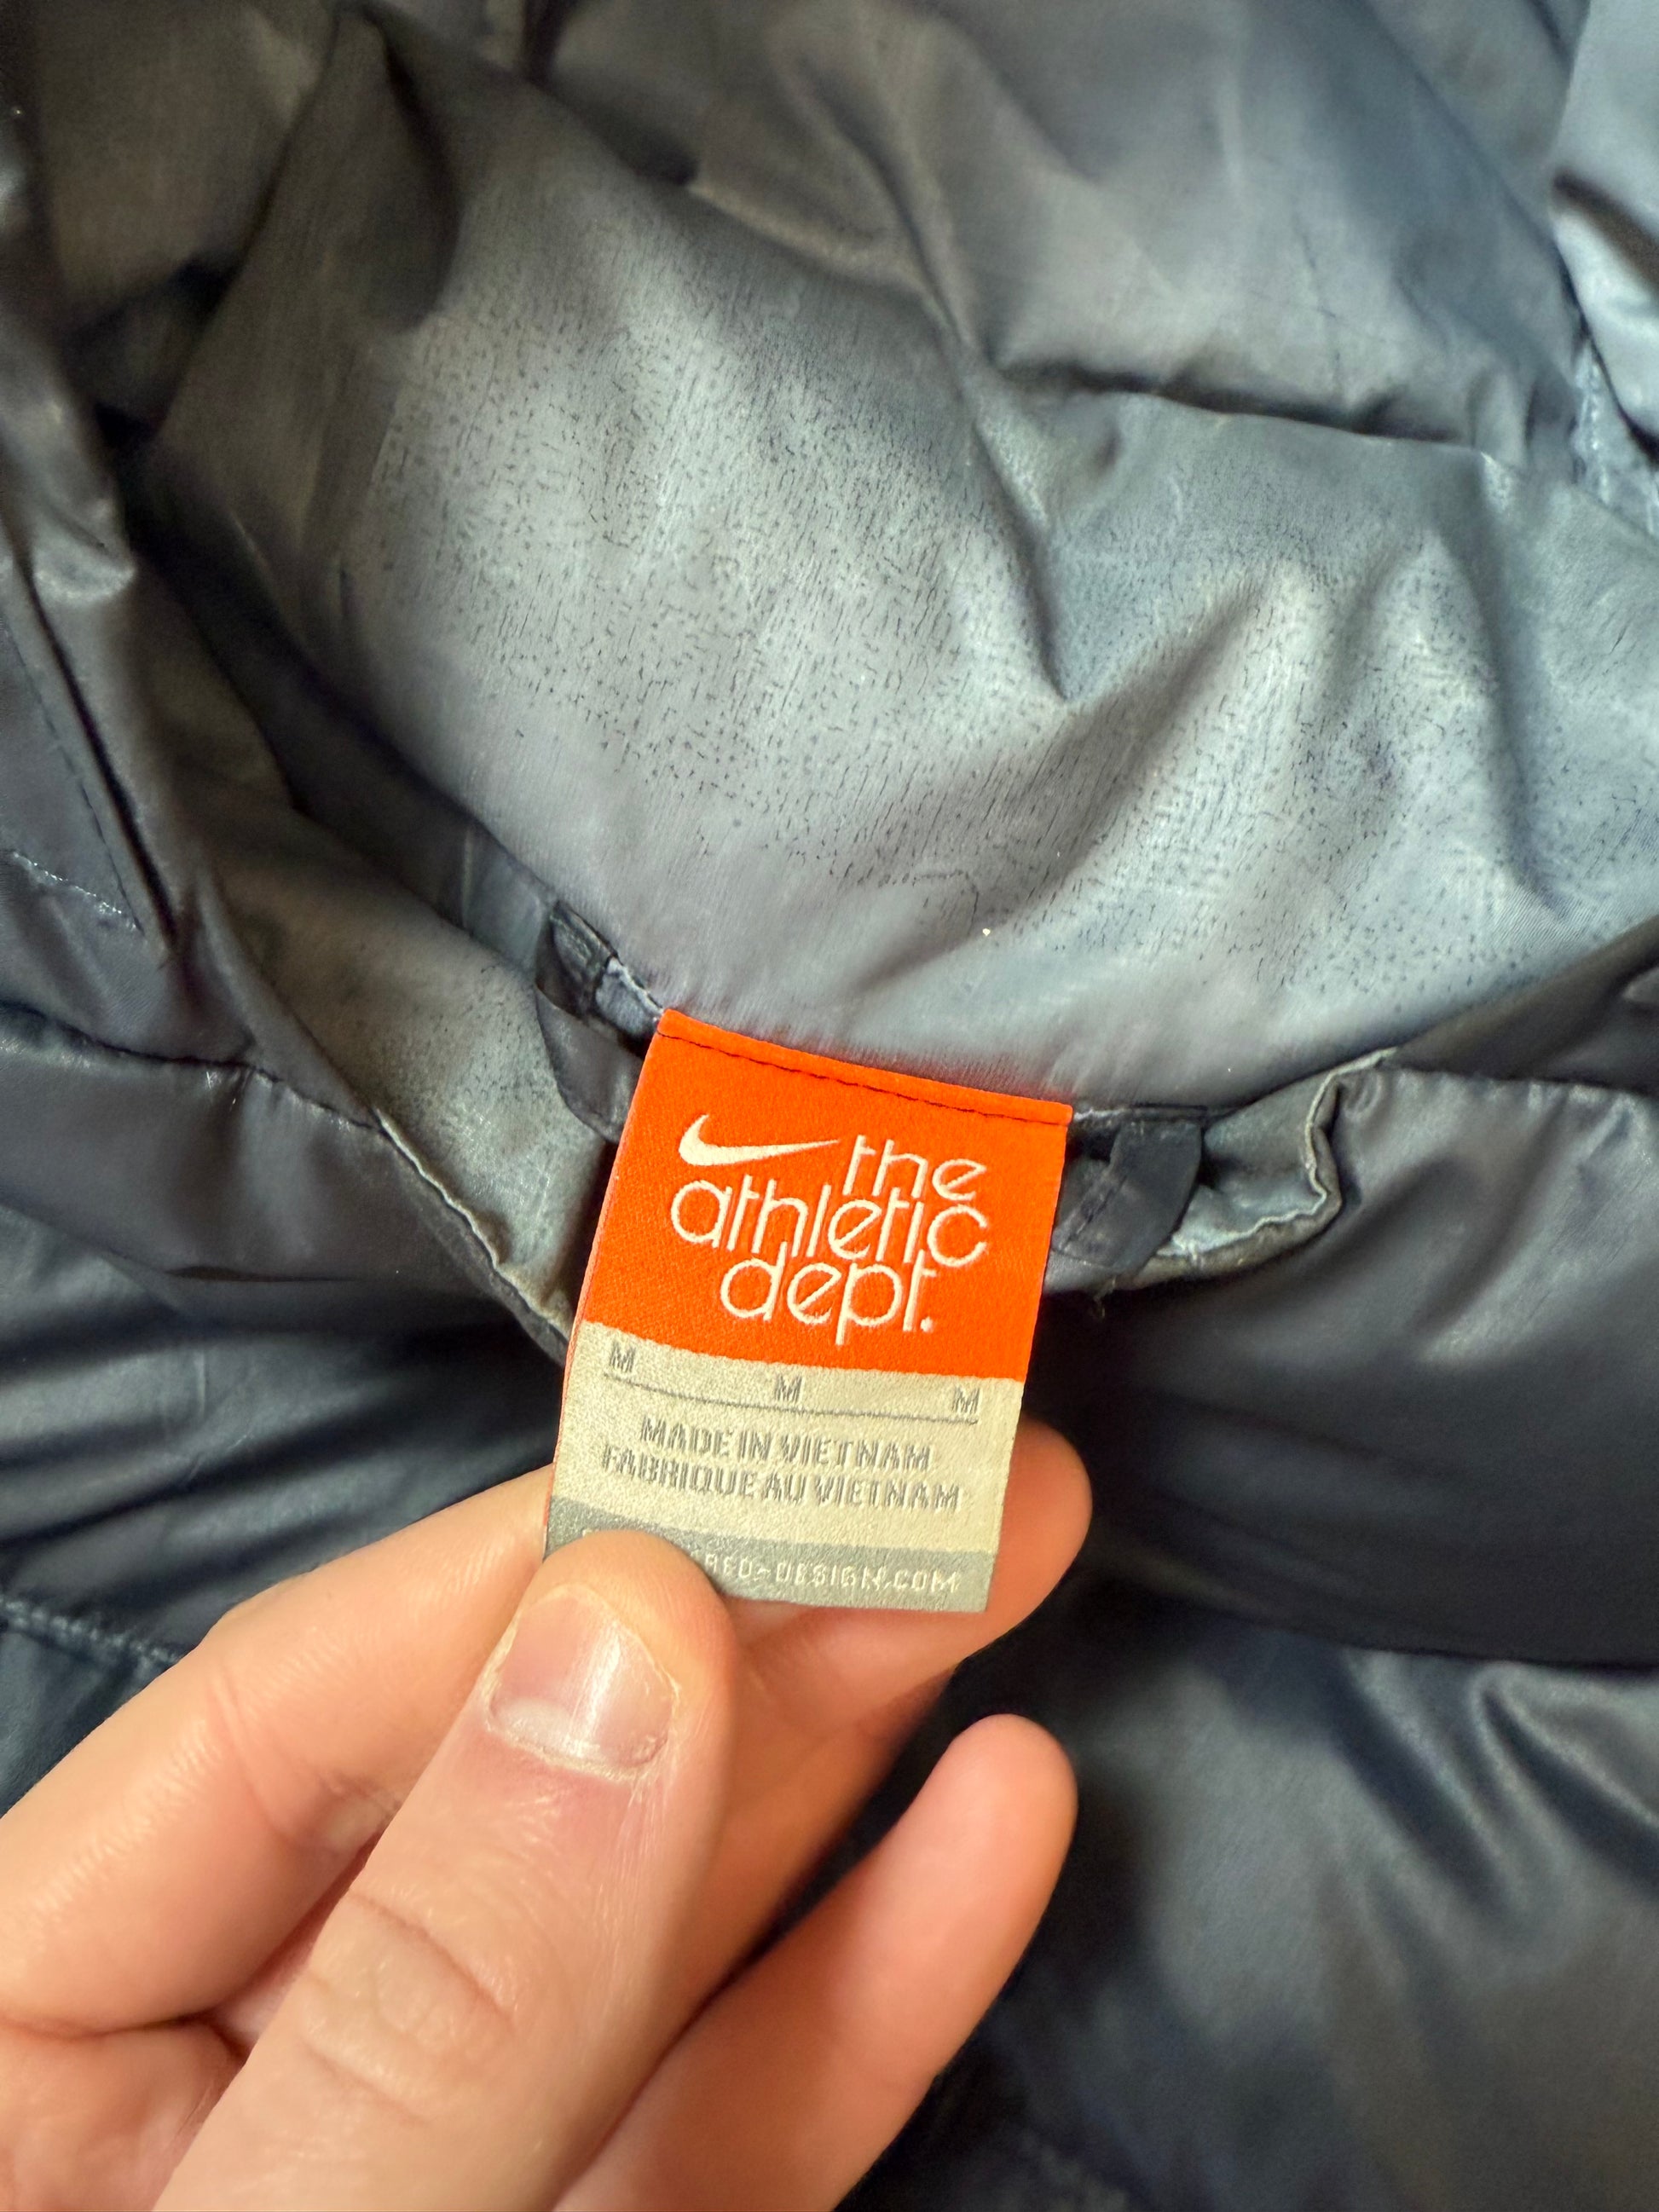 the
athletic
dept.
M M M
MADE IN VIETNAM
FABRIQUE AU VIETNAM